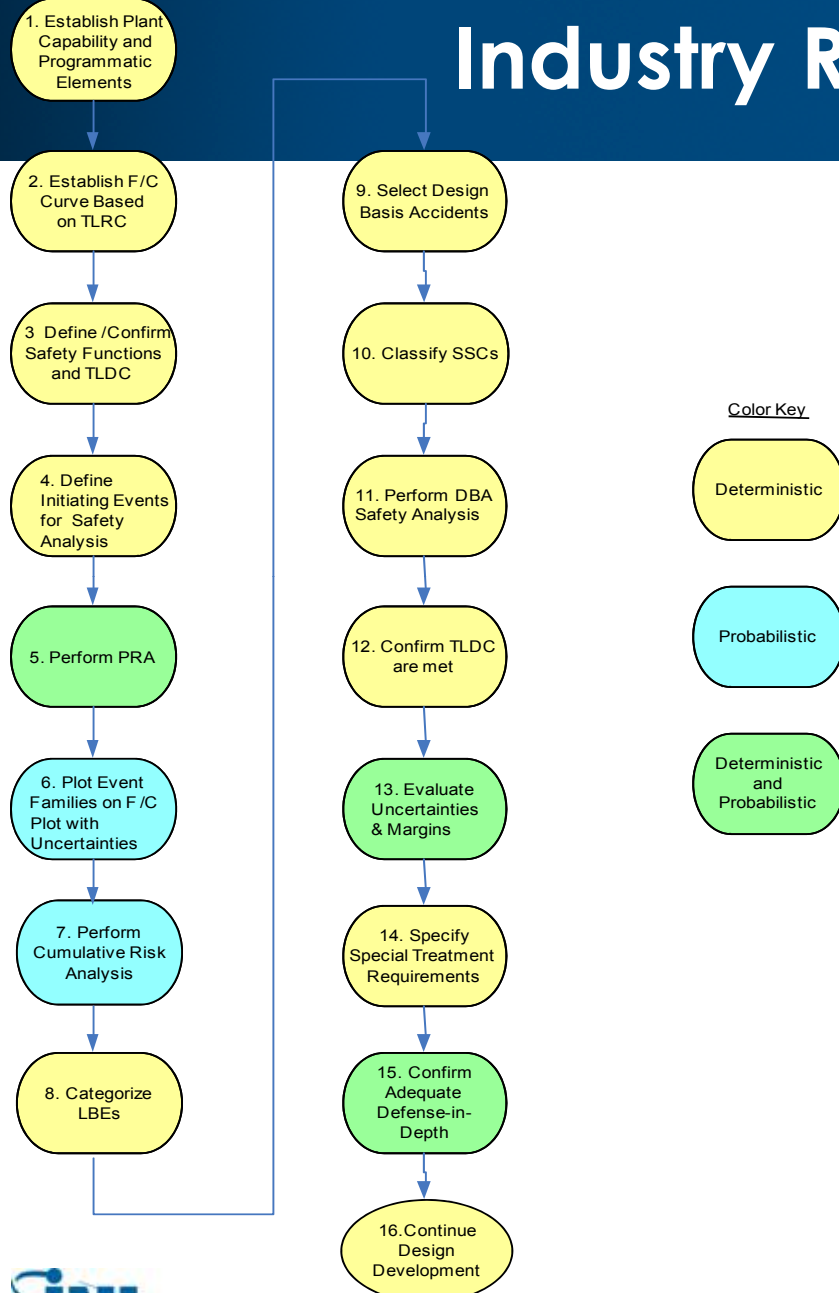 Industry R
1. Establish Plant
Capability and
Programmatic
Elements
2. Establish F/C
Curve Based
on TLRC
3 Define /Confirm
Safety Functions
and TLDC
4. Define
Initiating Events
for Safety
Analysis
5. Perform PRA
6. Plot Event
Families on F /C
Plot with
Uncertainties
7. Perform
Cumulative Risk
Analysis
8. Categorize
LBEs
9. Select Design
Basis Accidents
10. Classify SSCs
11. Perform DBA
Safety Analysis
12. Confirm TLDC
are met
13. Evaluate
Uncertainties
& Margins
14. Specify
Special Treatment
Requirements
15. Confirm
Adequate
Defense-in-
Depth
16.Continue
Design
Development
Color Key
Deterministic
Probabilistic
Deterministic
and
Probabilistic